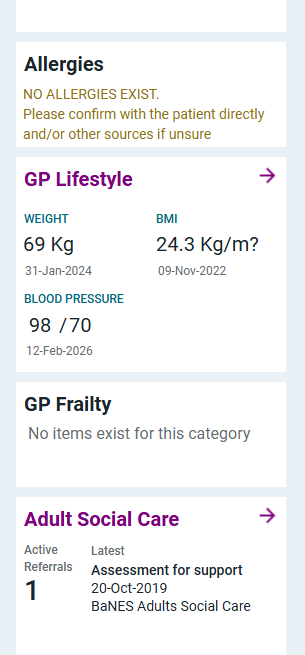 Allergies
NO ALLERGIES EXIST.
Please confirm with the patient directly
and/or other sources if unsure
GP Lifestyle
WEIGHT
69 Kg
31-Jan-2024
BMI
24.3 Kg/m?
09-Nov-2022
BLOOD PRESSURE
98 /70
12-Feb-2026
GP Frailty
No items exist for this category
Adult Social Care
Active
Referrals
1
Latest
Assessment for support
20-Oct-2019
BaNES Adults Social Care